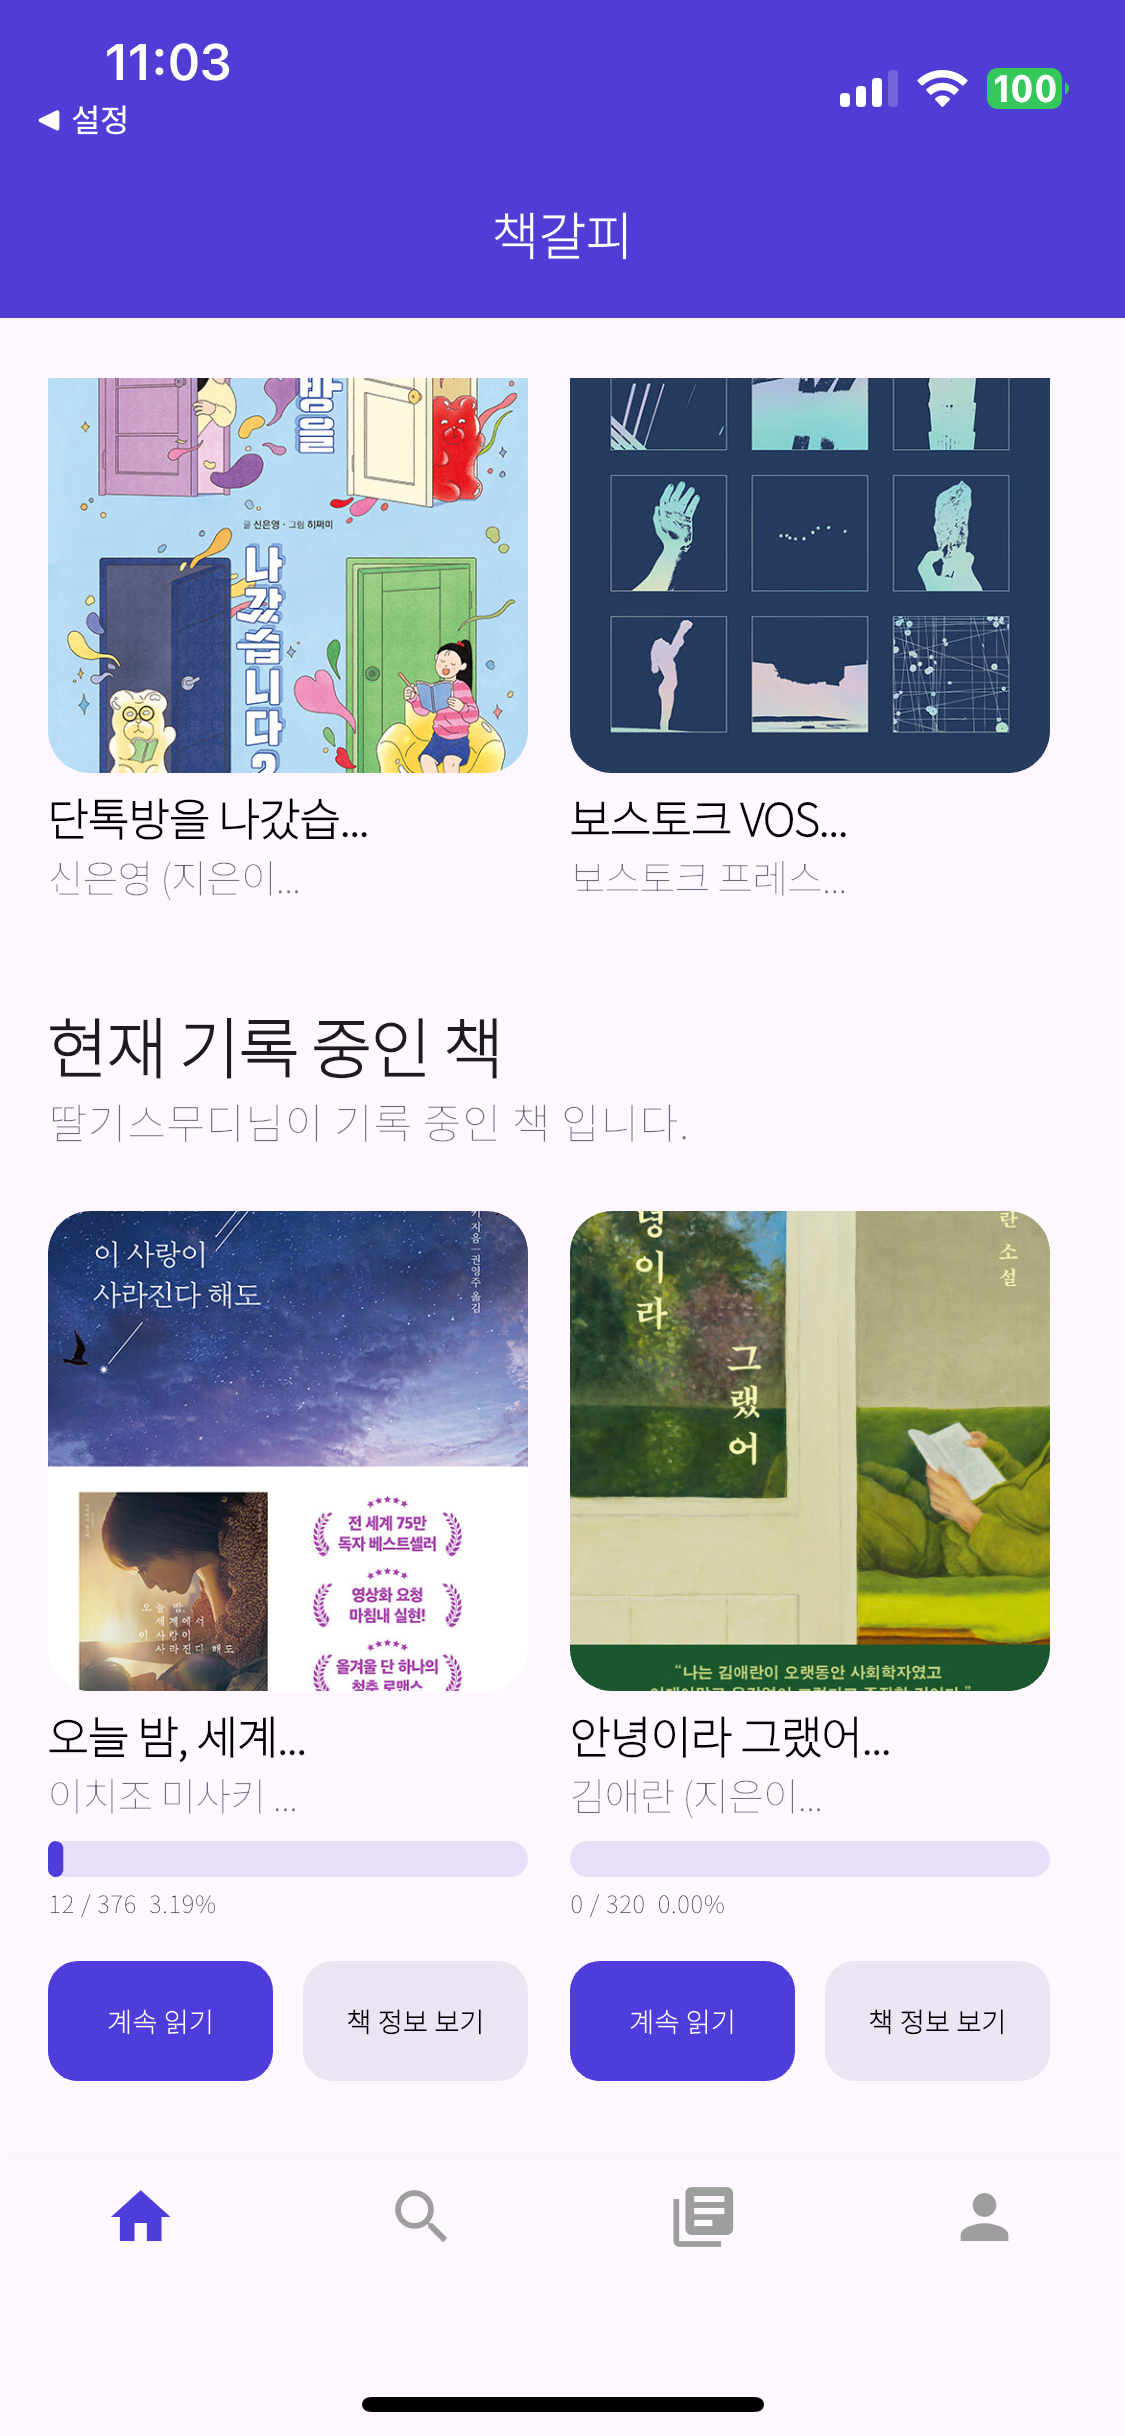 11:03
100
설정
책갈피
방을
글 신은영 · 그림 히쩌미
나갔습니다?
단톡방을 나갔습...
보스토크 VOS...
신은영 (지은이...
보스토크 프레스...
현재 기록 중인 책
딸기스무디님이 기록 중인 책 입니다.
이 사랑이
사라진다 해도
지음 | 권영주 옮김
전 세계 75만
독자 베스트셀러
영상화 요청
마침내 실현!
올겨울 단 하나의
청춘 로맨스
오늘 밤,
세계에서
이 사랑이
사라진다 해도
녕이라
그랬어
란 소설
“나는 김애란이 오랫동안 사회학자였고
오늘 밤, 세계...
안녕이라 그랬어...
이치조 미사키 ...
김애란 (지은이...
12 / 376 3.19%
0 / 320 0.00%
계속 읽기
책 정보 보기
계속 읽기
책 정보 보기